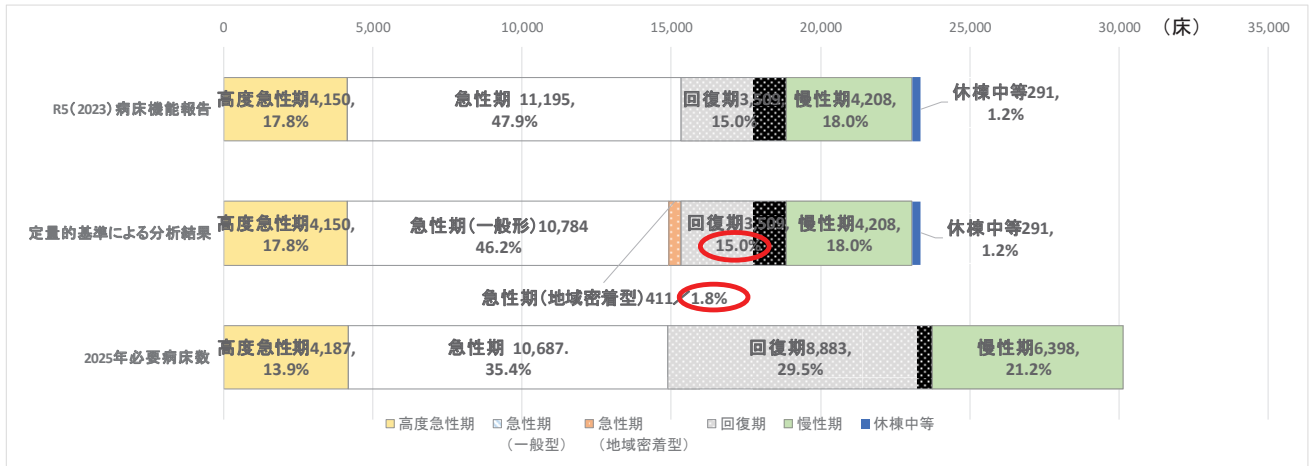 0
5,000
10,000
15,000
20,000
25,000
30,000
（床）
35,000
R5（2023）病床機能報告
高度急性期4,150,
17.8%
急性期 11,195,
47.9%
回復期3,509,
15.0%
慢性期4,208,
18.0%
休棟中等291,
1.2%
定量的基準による分析結果
高度急性期4,150,
17.8%
急性期（一般形）10,784
46.2%
回復期3,509,
15.0%
慢性期4,208,
18.0%
休棟中等291,
1.2%
急性期（地域密着型）411, 1.8%
2025年必要病床数
高度急性期4,187,
13.9%
急性期 10,687.
35.4%
回復期8,883,
29.5%
慢性期6,398,
21.2%
高度急性期
急性期
（一般型）
急性期
（地域密着型）
回復期
慢性期
休棟中等